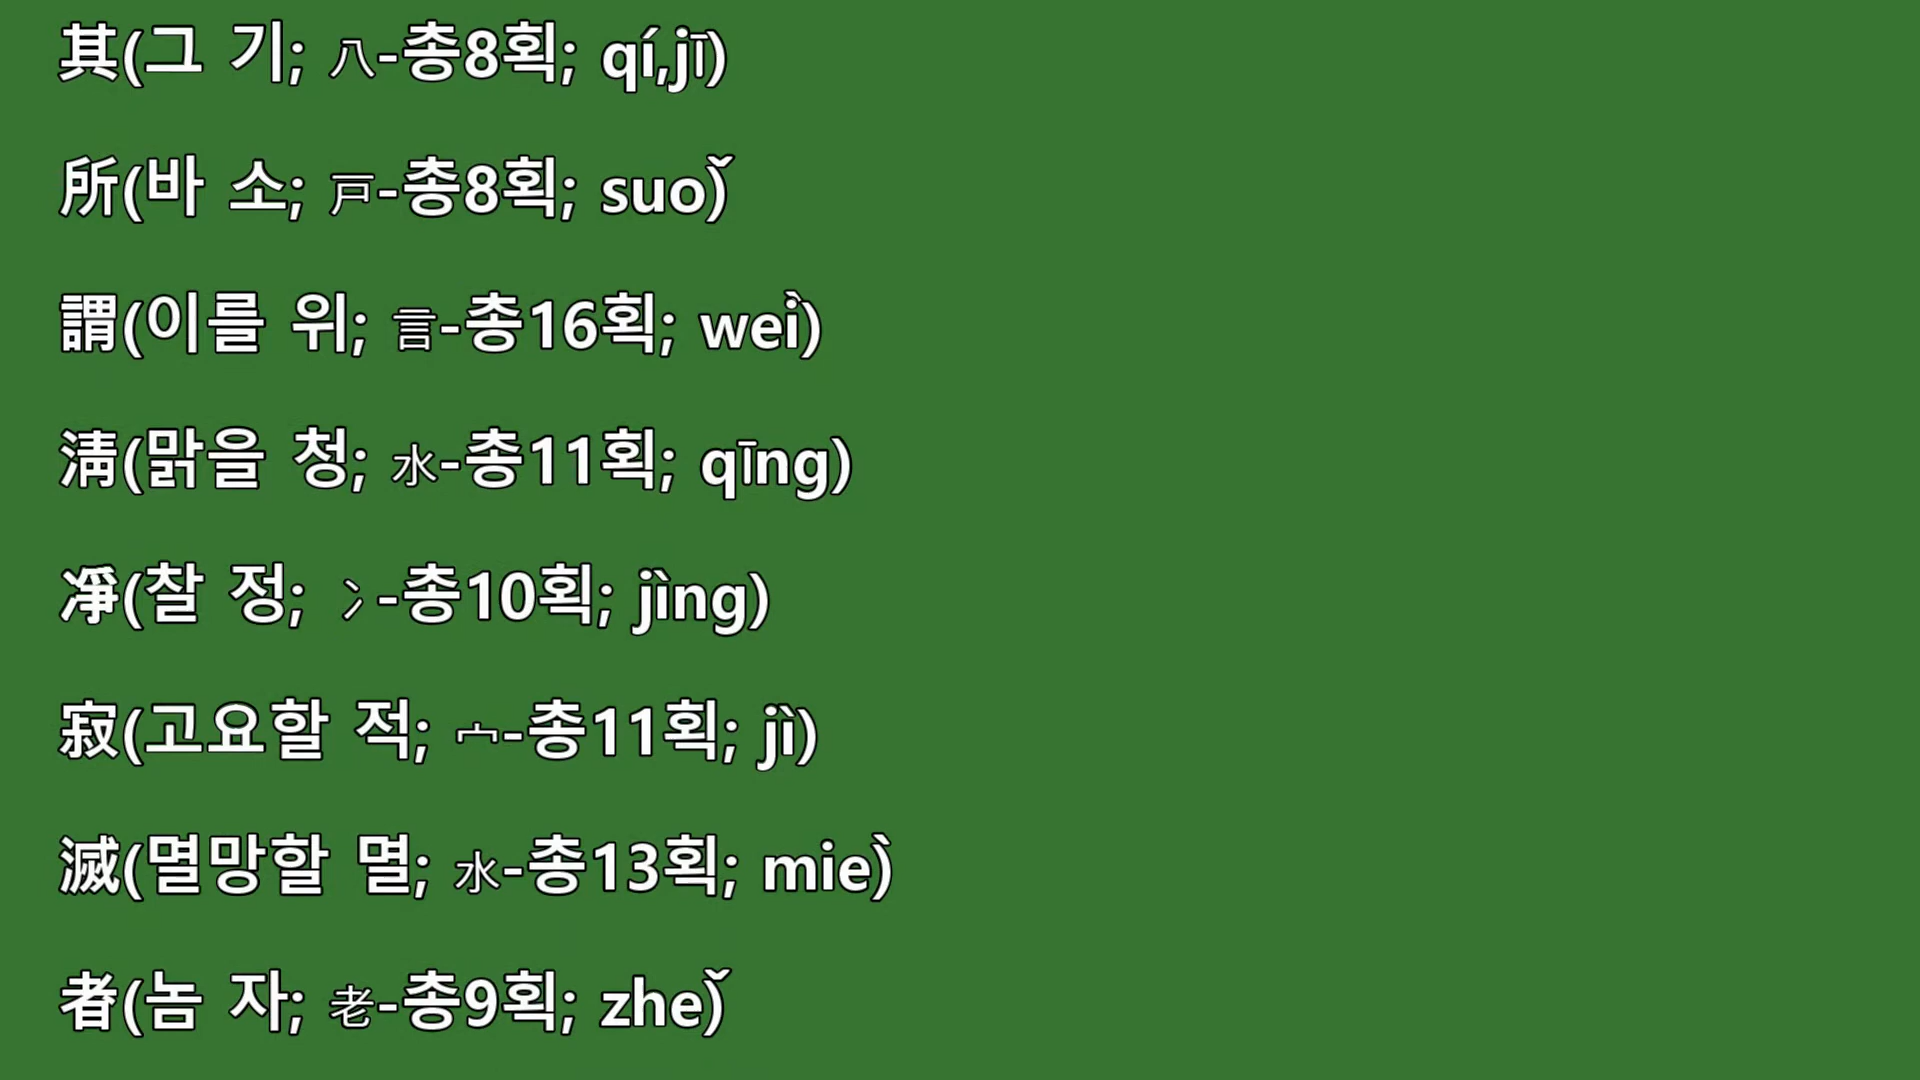 其(그 기; 八-총8획; qí,jī)
所(바 소; 戸-총8획; suǒ)
謂(이를 위; 言-총16획; weì)
淸(맑을 청; 水-총11획; qīng)
凈(찰 정; 冫-총10획; jìng)
寂(고요할 적; 宀-총11획; jì)
滅(멸망할 멸; 水-총13획; miè)
者(놈 자; 老-총9획; zhě)